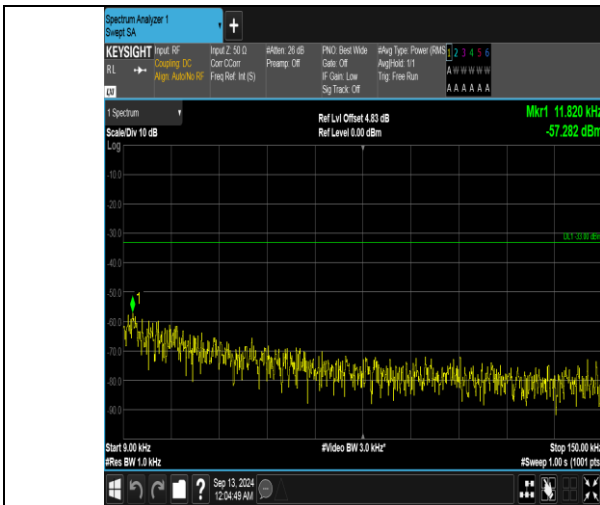 Spectrum Analyzer 1
Swept SA
+
KEYSIGHT Input: RF Input Z: 50 Ω #Atten: 26 dB PNO: Best Wide #Avg Type: Power (RMS 1 2 3 4 5 6
RL Coupling: DC Corr CCorr Preamp: Off Gate: Off Avg|Hold: 1/1 A W W W W W
Align: Auto/No RF Freq Ref: Int (S) IF Gain: Low Trig: Free Run
LXI Sig Track: Off A A A A A A
1 Spectrum Ref Lvl Offset 4.83 dB Mkr1 11.820 kHz
Scale/Div 10 dB Ref Level 0.00 dBm -57.282 dBm
Log
-10.0
-20.0
-30.0
DL1 -33.00 dBm
-40.0
-50.0
1
-60.0
-70.0
-80.0
-90.0
Start 9.00 kHz #Video BW 3.0 kHz* Stop 150.00 kHz
#Res BW 1.0 kHz #Sweep 1.00 s (1001 pts)
? Sep 13, 2024
12:04:49 AM